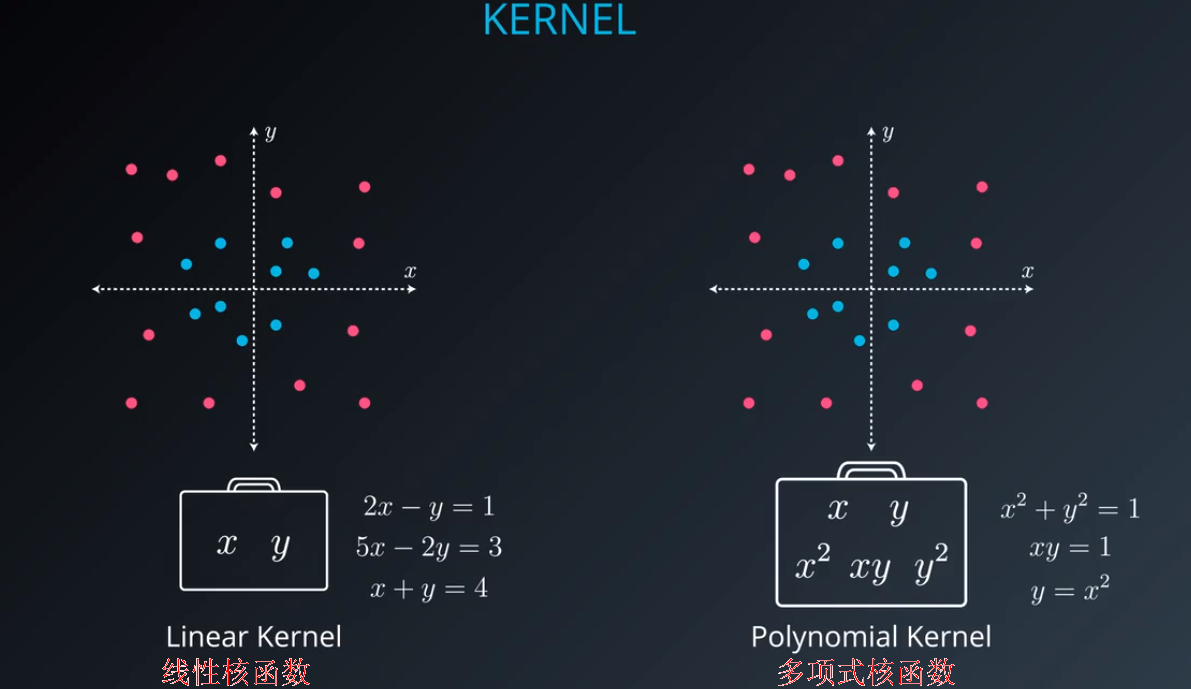 KERNEL
y
x
x y
2x − y = 1
5x − 2y = 3
x + y = 4
Linear Kernel
线性核函数
y
x
x y
x² xy y²
x² + y² = 1
xy = 1
y = x²
Polynomial Kernel
多项式核函数